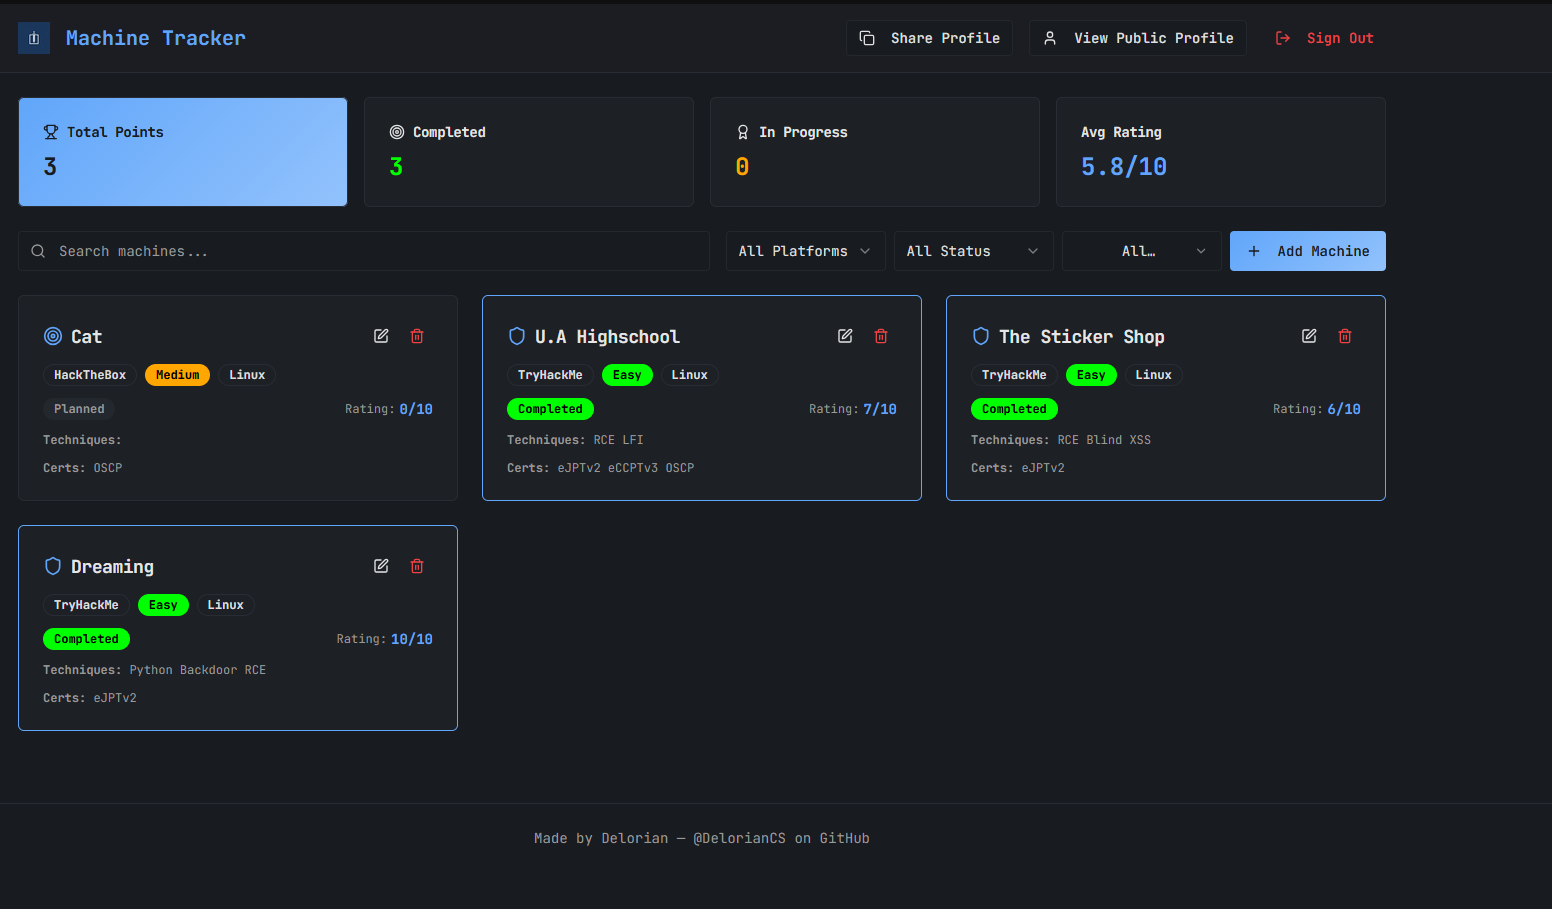 Machine Tracker
Share Profile
View Public Profile
Sign Out
Total Points
3
Completed
3
In Progress
0
Avg Rating
5.8/10
Search machines...
All Platforms
All Status
All…
Add Machine
Cat
HackTheBox Medium Linux
Planned Rating: 0/10
Techniques:
Certs: OSCP
U.A Highschool
TryHackMe Easy Linux
Completed Rating: 7/10
Techniques: RCE LFI
Certs: eJPTv2 eCCPTv3 OSCP
The Sticker Shop
TryHackMe Easy Linux
Completed Rating: 6/10
Techniques: RCE Blind XSS
Certs: eJPTv2
Dreaming
TryHackMe Easy Linux
Completed Rating: 10/10
Techniques: Python Backdoor RCE
Certs: eJPTv2
Made by Delorian — @DelorianCS on GitHub